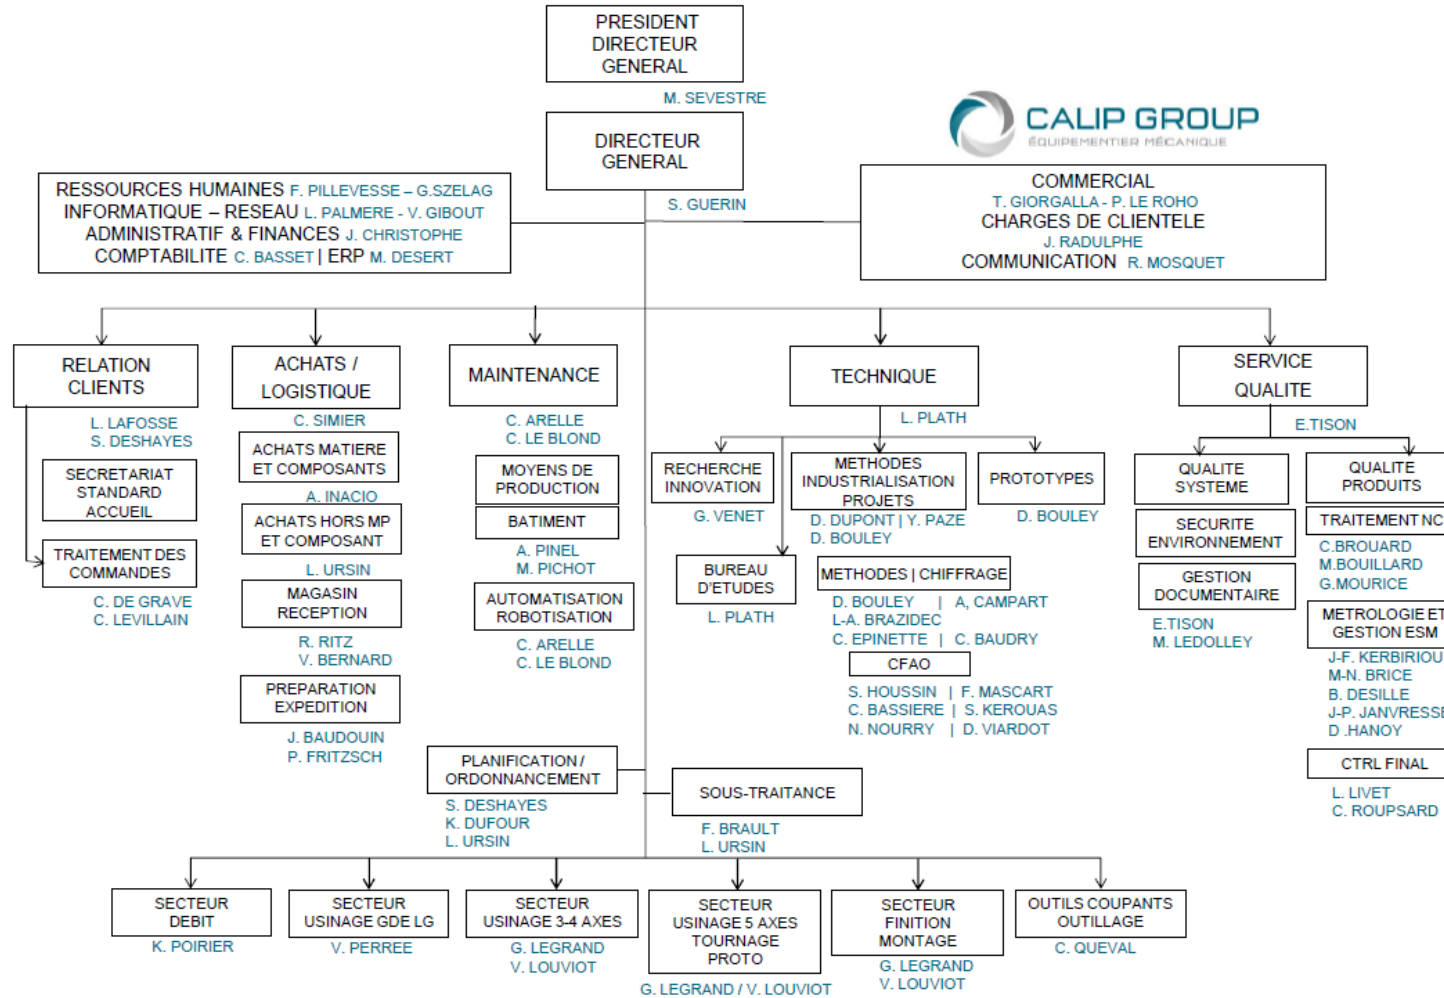 PRESIDENT
DIRECTEUR
GENERAL
M. SEVESTRE
DIRECTEUR
GENERAL
S. GUERIN
CALIP GROUP
ÉQUIPEMENTIER MÉCANIQUE
RESSOURCES HUMAINES F. PILLEVESSE – G.SZELAG
INFORMATIQUE – RESEAU L. PALMERE - V. GIBOUT
ADMINISTRATIF & FINANCES J. CHRISTOPHE
COMPTABILITE C. BASSET | ERP M. DESERT
COMMERCIAL
T. GIORGALLA - P. LE ROHO
CHARGES DE CLIENTELE
J. RADULPHE
COMMUNICATION R. MOSQUET
RELATION
CLIENTS
L. LAFOSSE
S. DESHAYES
SECRETARIAT
STANDARD
ACCUEIL
TRAITEMENT DES
COMMANDES
C. DE GRAVE
C. LEVILLAIN
ACHATS /
LOGISTIQUE
C. SIMIER
ACHATS MATIERE
ET COMPOSANTS
A. INACIO
ACHATS HORS MP
ET COMPOSANT
L. URSIN
MAGASIN
RECEPTION
R. RITZ
V. BERNARD
PREPARATION
EXPEDITION
J. BAUDOUIN
P. FRITZSCH
MAINTENANCE
C. ARELLE
C. LE BLOND
MOYENS DE
PRODUCTION
BATIMENT
A. PINEL
M. PICHOT
AUTOMATISATION
ROBOTISATION
C. ARELLE
C. LE BLOND
TECHNIQUE
L. PLATH
RECHERCHE
INNOVATION
G. VENET
BUREAU
D'ETUDES
L. PLATH
METHODES
INDUSTRIALISATION
PROJETS
D. DUPONT | Y. PAZE
D. BOULEY
METHODES | CHIFFRAGE
D. BOULEY | A, CAMPART
L-A. BRAZIDEC
C. EPINETTE | C. BAUDRY
CFAO
S. HOUSSIN | F. MASCART
C. BASSIERE | S. KEROUAS
N. NOURRY | D. VIARDOT
PROTOTYPES
D. BOULEY
SERVICE
QUALITE
E.TISON
QUALITE
SYSTEME
SECURITE
ENVIRONNEMENT
GESTION
DOCUMENTAIRE
E.TISON
M. LEDOLLEY
QUALITE
PRODUITS
TRAITEMENT NC
C.BROUARD
M.BOUILLARD
G.MOURICE
METROLOGIE ET
GESTION ESM
J-F. KERBIRIOU
M-N. BRICE
B. DESILLE
J-P. JANVRESSE
D .HANOY
CTRL FINAL
L. LIVET
C. ROUPSARD
PLANIFICATION /
ORDONNANCEMENT
S. DESHAYES
K. DUFOUR
L. URSIN
SOUS-TRAITANCE
F. BRAULT
L. URSIN
SECTEUR
DEBIT
K. POIRIER
SECTEUR
USINAGE GDE LG
V. PERREE
SECTEUR
USINAGE 3-4 AXES
G. LEGRAND
V. LOUVIOT
SECTEUR
USINAGE 5 AXES
TOURNAGE
PROTO
G. LEGRAND / V. LOUVIOT
SECTEUR
FINITION
MONTAGE
G. LEGRAND
V. LOUVIOT
OUTILS COUPANTS
OUTILLAGE
C. QUEVAL